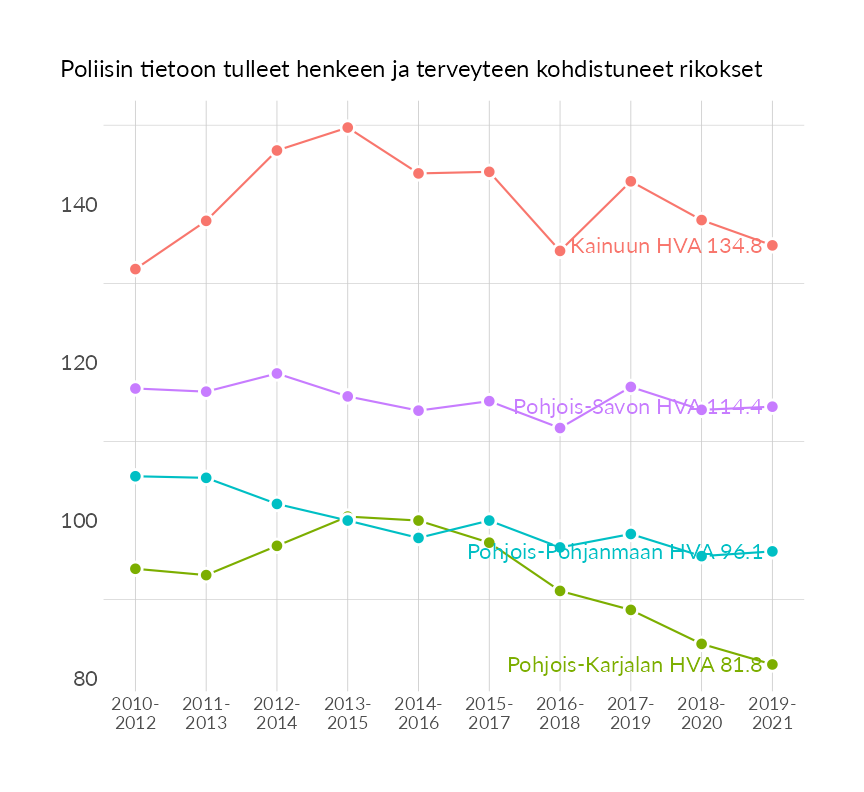 Poliisin tietoon tulleet henkeen ja terveyteen kohdistuneet rikokset
140
120
100
80
Kainuun HVA 134.8
Pohjois-Savon HVA 114.4
Pohjois-Pohjanmaan HVA 96.1
Pohjois-Karjalan HVA 81.8
2010- 2011- 2012- 2013- 2014- 2015- 2016- 2017- 2018- 2019-
2012 2013 2014 2015 2016 2017 2018 2019 2020 2021